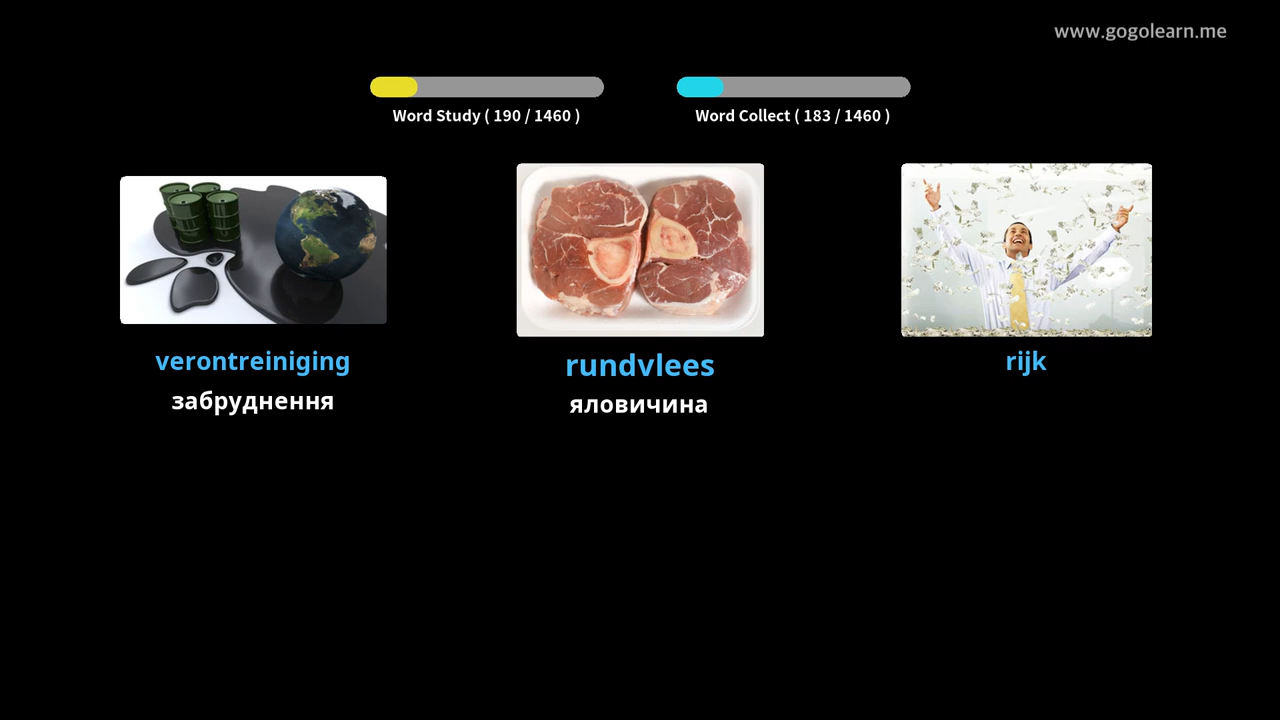 www.gogolearn.me
Word Study ( 190 / 1460 )
Word Collect ( 183 / 1460 )
verontreiniging
забруднення
rundvlees
яловичина
rijk